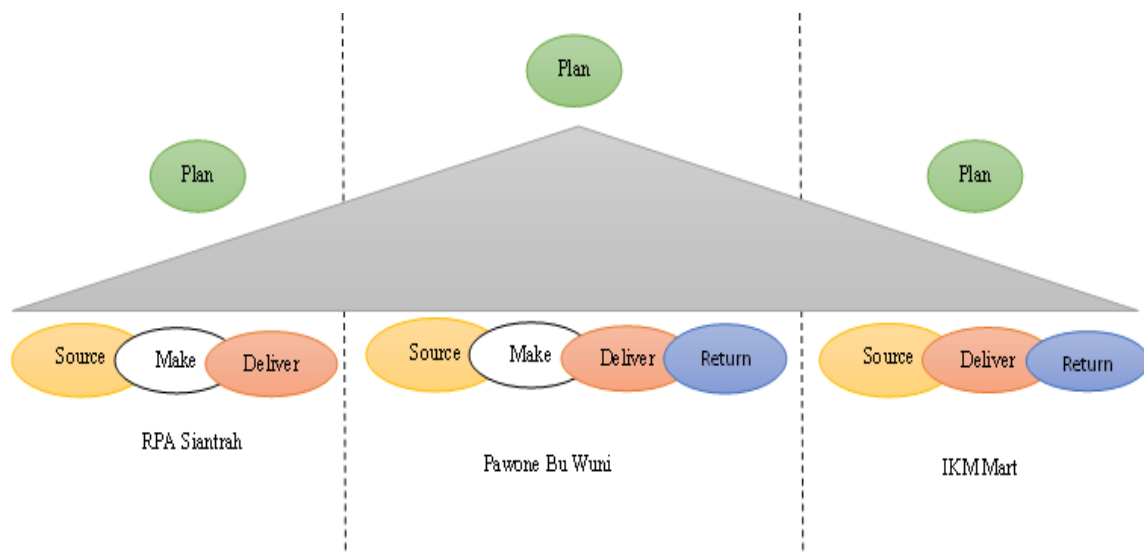 Plan
Plan
Plan
Source
Make
Deliver
Source
Make
Deliver
Return
Source
Deliver
Return
RPA Siantrah
Pawone Bu Wuni
IKM Mart